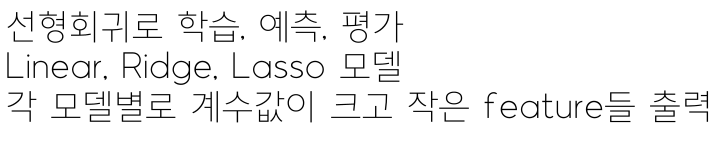 선형회귀로 학습, 예측, 평가
Linear, Ridge, Lasso 모델
각 모델별로 계수값이 크고 작은 feature들 출력